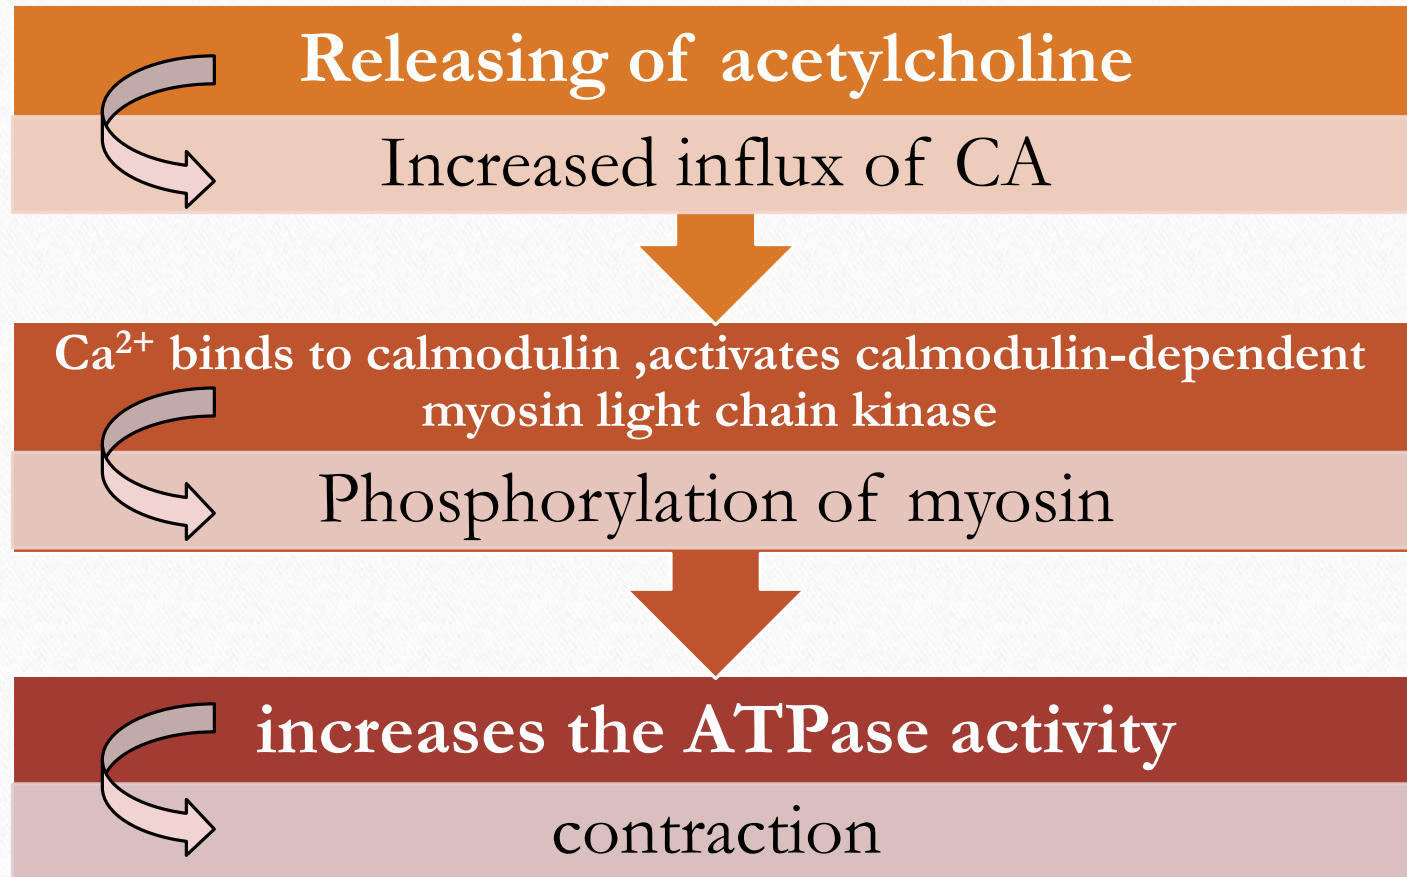 Releasing of acetylcholine
Increased influx of CA
Ca²⁺ binds to calmodulin ,activates calmodulin-dependent
myosin light chain kinase
Phosphorylation of myosin
increases the ATPase activity
contraction